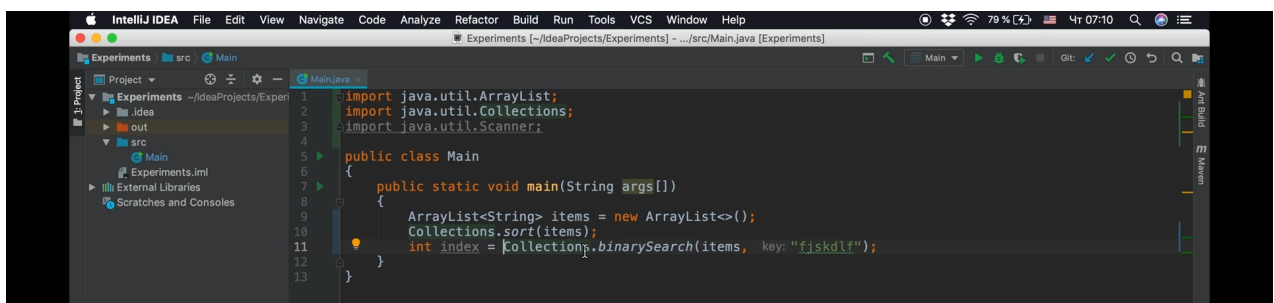 IntelliJ IDEA File Edit View Navigate Code Analyze Refactor Build Run Tools VCS Window Help 79 % Чт 07:10
Experiments [~/IdeaProjects/Experiments] - .../src/Main.java [Experiments]
Experiments src Main Main Git:
Project Main.java
1: Project
Experiments ~/IdeaProjects/Experi
.idea
out
src
Main
Experiments.iml
External Libraries
Scratches and Consoles
1 import java.util.ArrayList;
2 import java.util.Collections;
3 import java.util.Scanner;
4
5 public class Main
6 {
7 public static void main(String args[])
8 {
9 ArrayList<String> items = new ArrayList<>();
10 Collections.sort(items);
11 int index = Collections.binarySearch(items, key: "fjskdlf");
12 }
13 }
Ant Build
m Maven